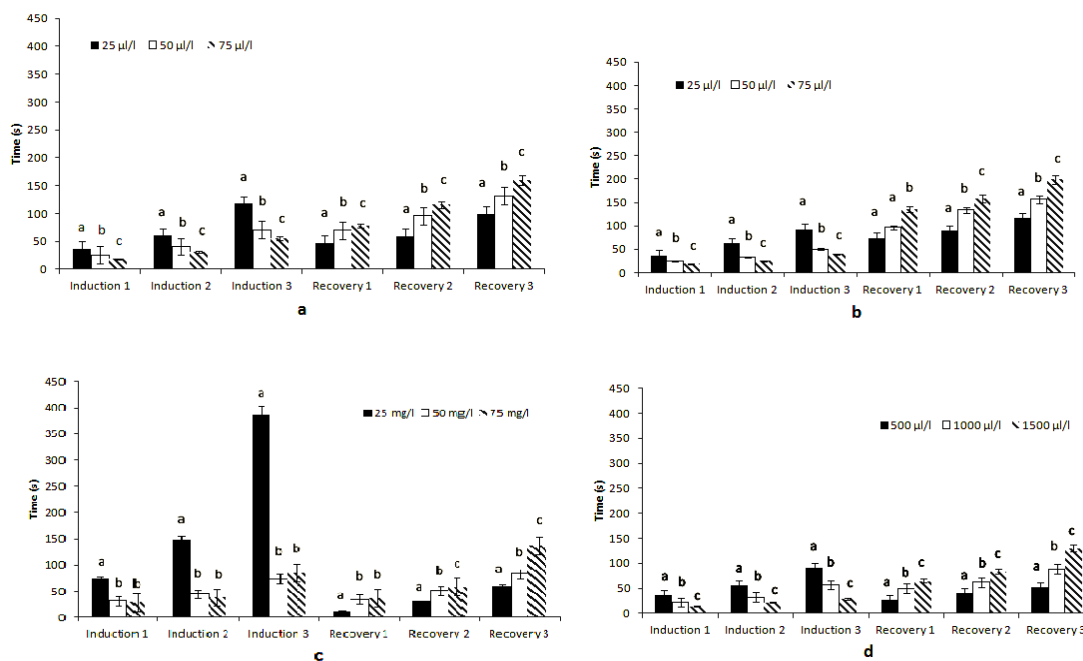 450
400
350
300
250
200
150
100
50
0
Time (s)
25 µl/l 50 µl/l 75 µl/l
a b c a b c a b c a b c a b c a b c
Induction 1 Induction 2 Induction 3 Recovery 1 Recovery 2 Recovery 3
a
450
400
350
300
250
200
150
100
50
0
Time (s)
25 µl/l 50 µl/l 75 µl/l
a b c a b c a b c a a c a b c a b c
Induction 1 Induction 2 Induction 3 Recovery 1 Recovery 2 Recovery 3
b
450
400
350
300
250
200
150
100
50
0
Time (s)
25 mg/l 50 mg/l 75 mg/l
a b b a b b a b b a b b a b c a b c
Induction 1 Induction 2 Induction 3 Recovery 1 Recovery 2 Recovery 3
c
450
400
350
300
250
200
150
100
50
0
Time (s)
500 µl/l 1000 µl/l 1500 µl/l
a b c a b c a b c a b c a b c a b c
Induction 1 Induction 2 Induction 3 Recovery 1 Recovery 2 Recovery 3
d